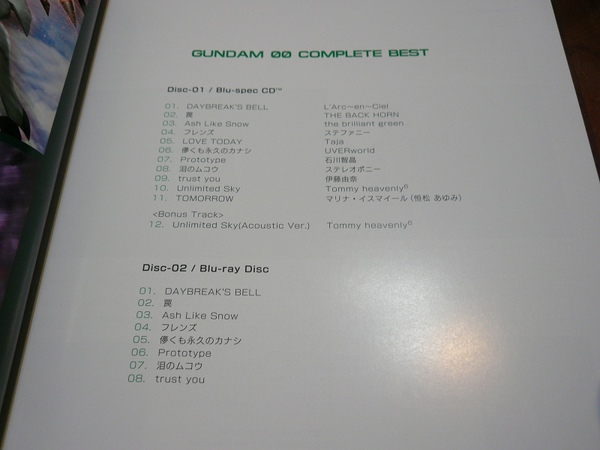 GUNDAM 00 COMPLETE BEST
Disc-01 / Blu-spec CD™
01. DAYBREAK'S BELL L'Arc~en~Ciel
02.罠 THE BACK HORN
03. Ash Like Snow the brilliant green
04. フレンズ ステファニー
05. LOVE TODAY Taja
06. 儚くも永久のカナシ UVERworld
07. Prototype 石川智晶
08. 泪のムコウ ステレオポニー
09. trust you 伊藤由奈
10. Unlimited Sky Tommy heavenly⁶
11. TOMORROW マリナ・イスマイール (恒松 あゆみ)
<Bonus Track>
12. Unlimited Sky(Acoustic Ver.) Tommy heavenly⁶
Disc-02 / Blu-ray Disc
01. DAYBREAK'S BELL
02. 罠
03. Ash Like Snow
04. フレンズ
05. 儚くも永久のカナシ
06. Prototype
07. 泪のムコウ
08. trust you